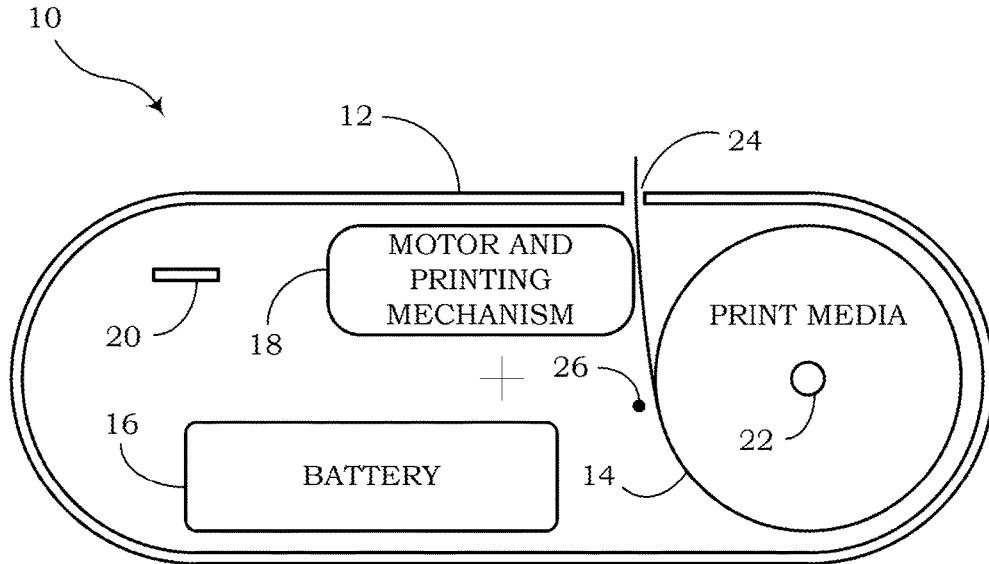 10
12
24
MOTOR AND
PRINTING
MECHANISM
PRINT MEDIA
20
18
26
22
16
BATTERY
14